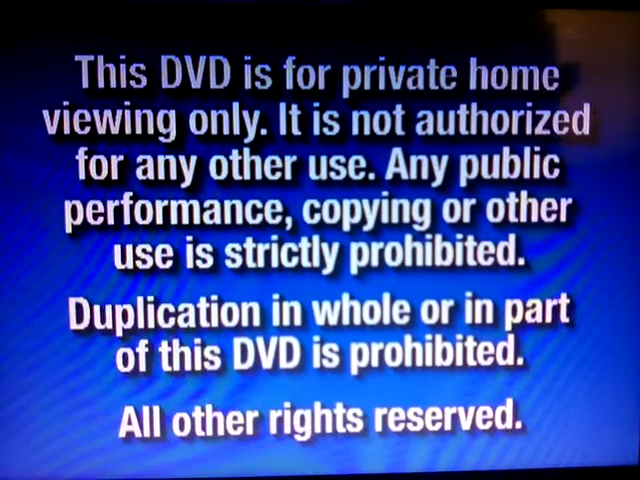 This DVD is for private home
viewing only. It is not authorized
for any other use. Any public
performance, copying or other
use is strictly prohibited.
Duplication in whole or in part
of this DVD is prohibited.
All other rights reserved.